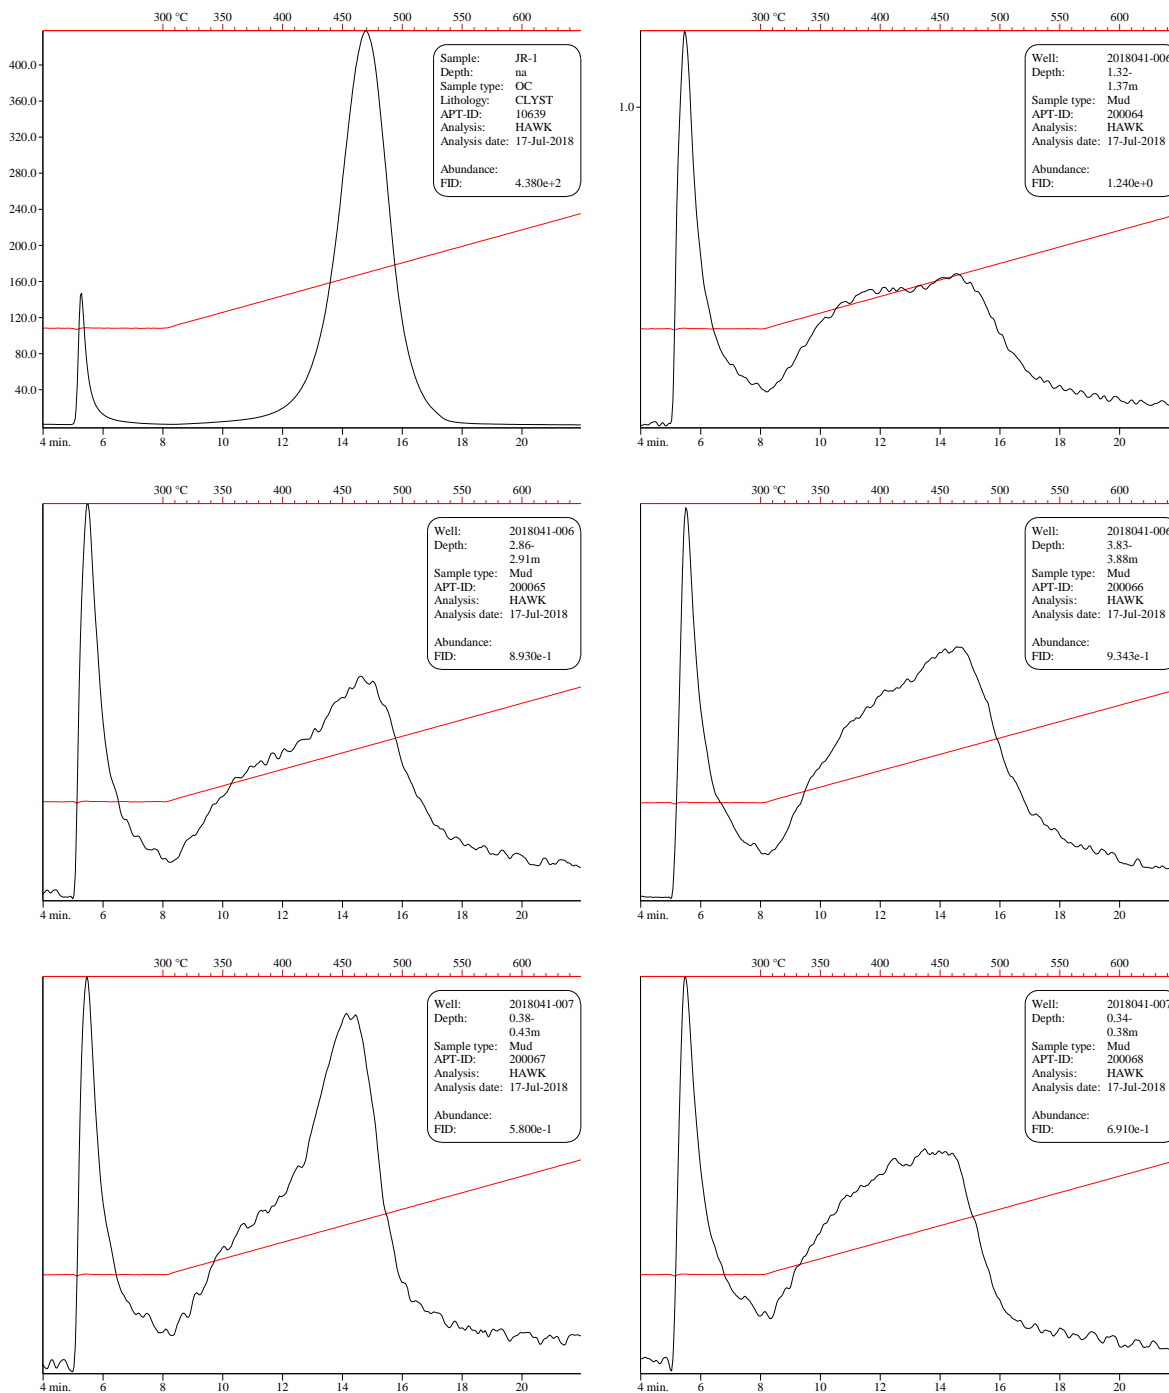 300 °C 350 400 450 500 550 600
400.0
360.0
320.0
280.0
240.0
200.0
160.0
120.0
80.0
40.0
Sample: JR-1
Depth: na
Sample type: OC
Lithology: CLYST
APT-ID: 10639
Analysis: HAWK
Analysis date: 17-Jul-2018
Abundance:
FID: 4.380e+2
4 min. 6 8 10 12 14 16 18 20
300 °C 350 400 450 500 550 600
1.0
Well: 2018041-006
Depth: 1.32-
1.37m
Sample type: Mud
APT-ID: 200064
Analysis: HAWK
Analysis date: 17-Jul-2018
Abundance:
FID: 1.240e+0
4 min. 6 8 10 12 14 16 18 20
300 °C 350 400 450 500 550 600
Well: 2018041-006
Depth: 2.86-
2.91m
Sample type: Mud
APT-ID: 200065
Analysis: HAWK
Analysis date: 17-Jul-2018
Abundance:
FID: 8.930e-1
4 min. 6 8 10 12 14 16 18 20
300 °C 350 400 450 500 550 600
Well: 2018041-006
Depth: 3.83-
3.88m
Sample type: Mud
APT-ID: 200066
Analysis: HAWK
Analysis date: 17-Jul-2018
Abundance:
FID: 9.343e-1
4 min. 6 8 10 12 14 16 18 20
300 °C 350 400 450 500 550 600
Well: 2018041-007
Depth: 0.38-
0.43m
Sample type: Mud
APT-ID: 200067
Analysis: HAWK
Analysis date: 17-Jul-2018
Abundance:
FID: 5.800e-1
4 min. 6 8 10 12 14 16 18 20
300 °C 350 400 450 500 550 600
Well: 2018041-007
Depth: 0.34-
0.38m
Sample type: Mud
APT-ID: 200068
Analysis: HAWK
Analysis date: 17-Jul-2018
Abundance:
FID: 6.910e-1
4 min. 6 8 10 12 14 16 18 20